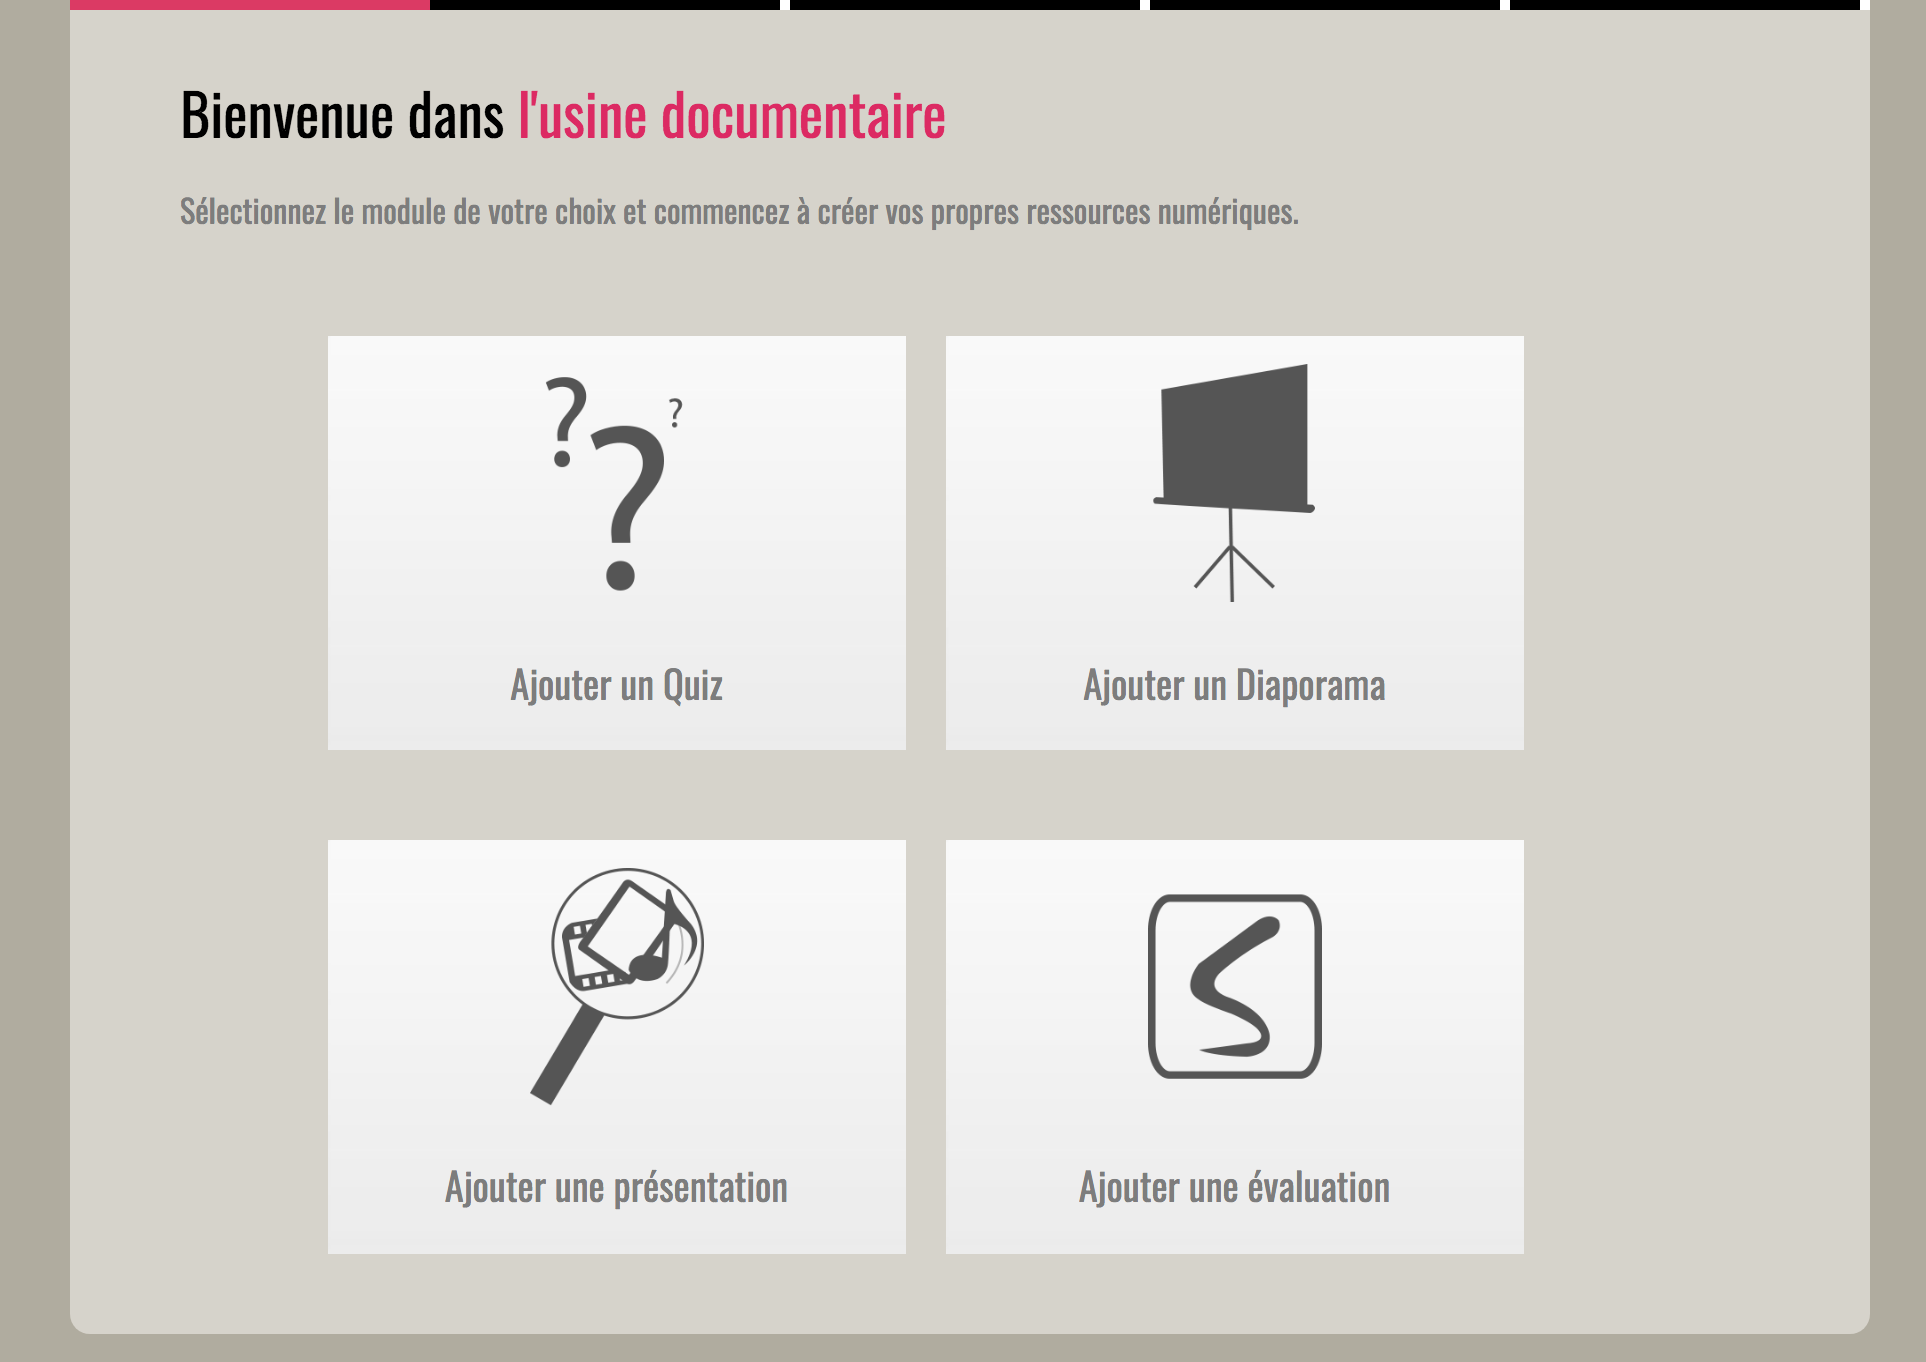 Bienvenue dans l'usine documentaire
Sélectionnez le module de votre choix et commencez à créer vos propres ressources numériques.
? ? ?
Ajouter un Quiz
Ajouter un Diaporama
Ajouter une présentation
Ajouter une évaluation